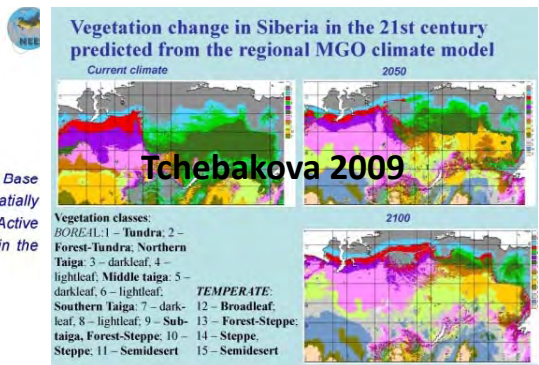 NEE
Vegetation change in Siberia in the 21st century
predicted from the regional MGO climate model
Current climate
2050
Tchebakova 2009
Base
atially
Active
in the
Vegetation classes:
BOREAL:1 – Tundra; 2 –
Forest-Tundra; Northern
Taiga: 3 – darkleaf, 4 –
lightleaf; Middle taiga: 5 –
darkleaf, 6 – lightleaf;
Southern Taiga: 7 – dark-
leaf, 8 – lightleaf; 9 – Sub-
taiga, Forest-Steppe; 10 –
Steppe; 11 – Semidesert
TEMPERATE:
12 – Broadleaf;
13 – Forest-Steppe;
14 – Steppe,
15 – Semidesert
2100